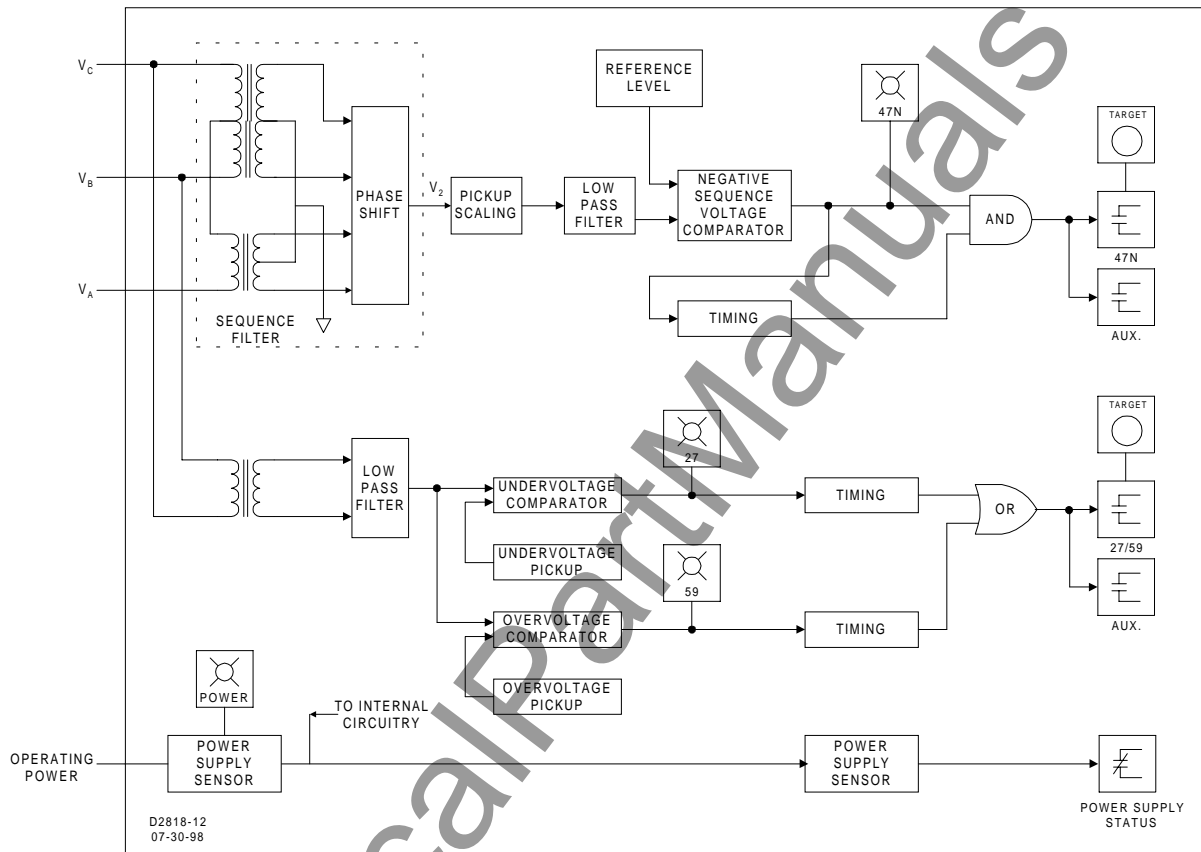 V_C
V_B
V_A
SEQUENCE
FILTER
PHASE
SHIFT
V_2
PICKUP
SCALING
LOW
PASS
FILTER
REFERENCE
LEVEL
NEGATIVE
SEQUENCE
VOLTAGE
COMPARATOR
47N
TIMING
AND
TARGET
47N
AUX.
LOW
PASS
FILTER
UNDERVOLTAGE
COMPARATOR
UNDERVOLTAGE
PICKUP
27
TIMING
OVERVOLTAGE
COMPARATOR
OVERVOLTAGE
PICKUP
59
TIMING
OR
TARGET
27/59
AUX.
POWER
OPERATING
POWER
POWER
SUPPLY
SENSOR
TO INTERNAL
CIRCUITRY
POWER
SUPPLY
SENSOR
POWER SUPPLY
STATUS
D2818-12
07-30-98
calPartManuals